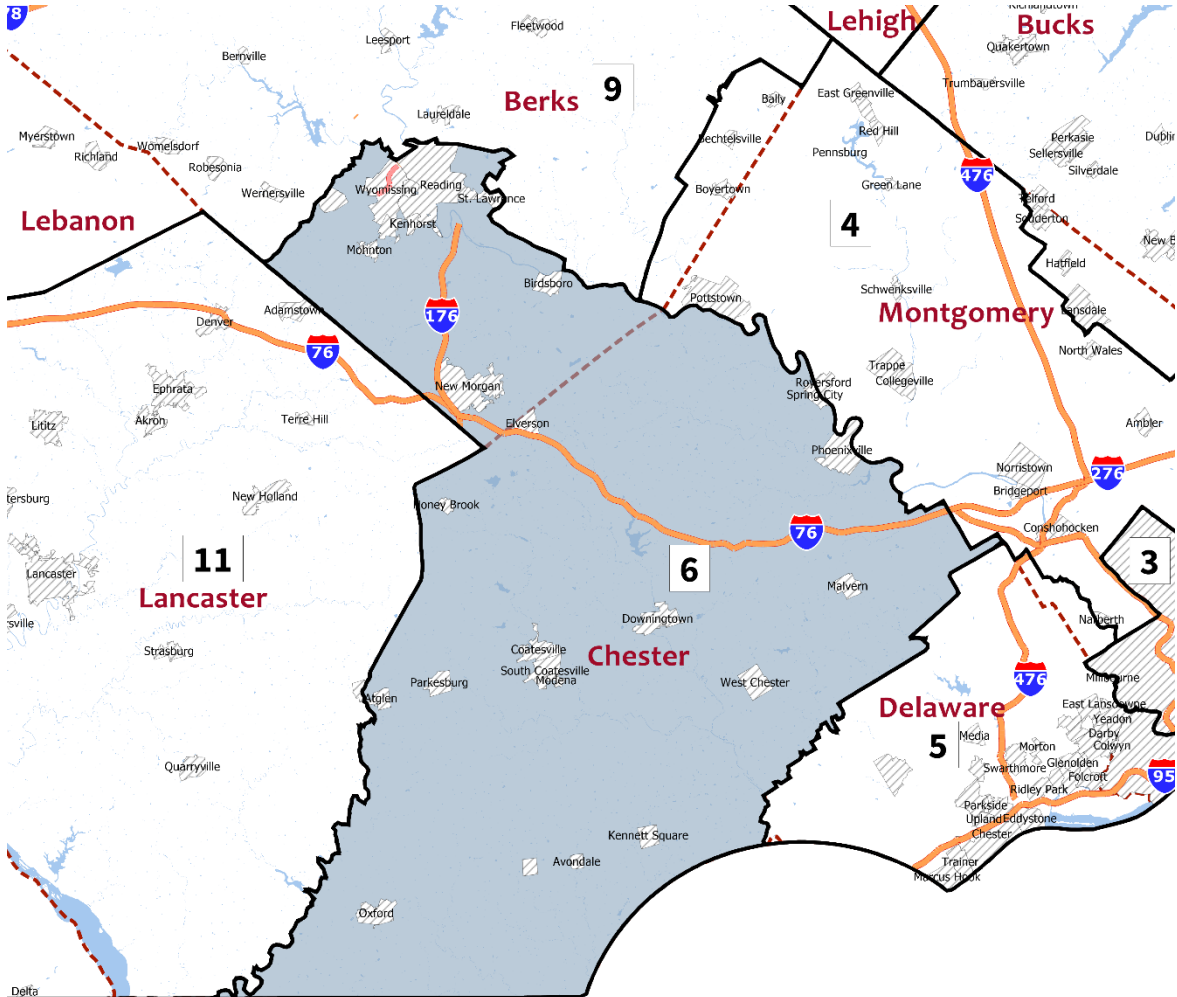 78
Lehigh
Bucks
Fleetwood
Leesport
Quakertown
Bernville
Trumbauersville
Berks
9
Bally
East Greenville
Laureldale
Red Hill
Myerstown
Richland
Womelsdorf
Robesonia
Bechtelsville
Pennsburg
Perkasie
Sellersville
Silverdale
Wernersville
Wyomissing
Reading
St. Lawrence
Boyertown
Green Lane
476
Telford
Souderton
Lebanon
Kenhorst
Mohnton
4
Hatfield
Birdsboro
Schwenksville
Pottstown
Montgomery
Lansdale
Adamstown
Denver
176
76
North Wales
Trappe
Collegeville
New Morgan
Royersford
Spring City
Ephrata
Akron
Lititz
Terre Hill
Elverson
Ambler
Phoenixville
Norristown
276
Bridgeport
New Holland
Honey Brook
76
Conshohocken
11
Lancaster
Lancaster
6
3
Malvern
Downingtown
Narberth
Strasburg
Coatesville
Chester
South Coatesville
Modena
Parkesburg
West Chester
Atglen
476
Millbourne
Delaware
5
East Lansdowne
Yeadon
Darby
Colwyn
Media
Morton
Swarthmore
Glenolden
Folcroft
Quarryville
95
Ridley Park
Parkside
Upland
Eddystone
Chester
Kennett Square
Avondale
Trainer
Marcus Hook
Oxford
Delta